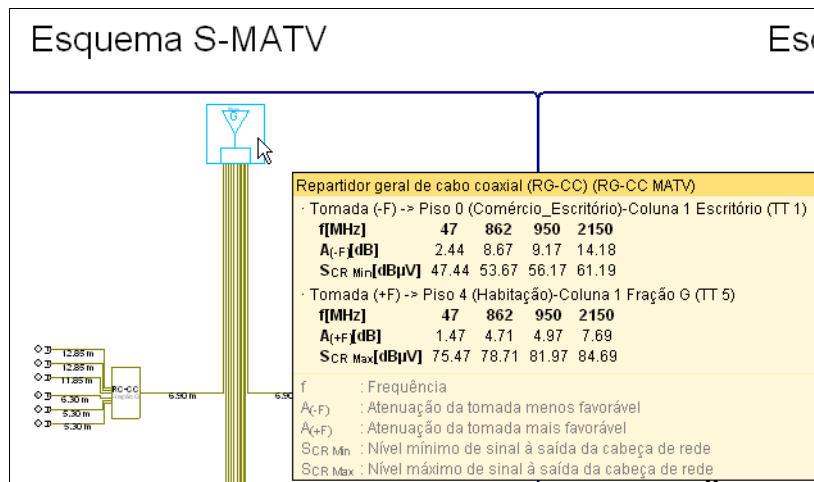 Esquema S-MATV
Esq
G
Repartidor geral de cabo coaxial (RG-CC) (RG-CC MATV)
· Tomada (-F) -> Piso 0 (Comércio_Escritório)-Coluna 1 Escritório (TT 1)
f[MHz] 47 862 950 2150
A(-F)[dB] 2.44 8.67 9.17 14.18
SCR Min[dBµV] 47.44 53.67 56.17 61.19
· Tomada (+F) -> Piso 4 (Habitação)-Coluna 1 Fração G (TT 5)
f[MHz] 47 862 950 2150
A(+F)[dB] 1.47 4.71 4.97 7.69
SCR Max[dBµV] 75.47 78.71 81.97 84.69
f : Frequência
A(-F) : Atenuação da tomada menos favorável
A(+F) : Atenuação da tomada mais favorável
SCR Min : Nível mínimo de sinal à saída da cabeça de rede
SCR Max : Nível máximo de sinal à saída da cabeça de rede
12.85 m
12.85 m
11.85 m
6.30 m
5.30 m
5.30 m
RC-CC
Fração G
6.90 m
6.90